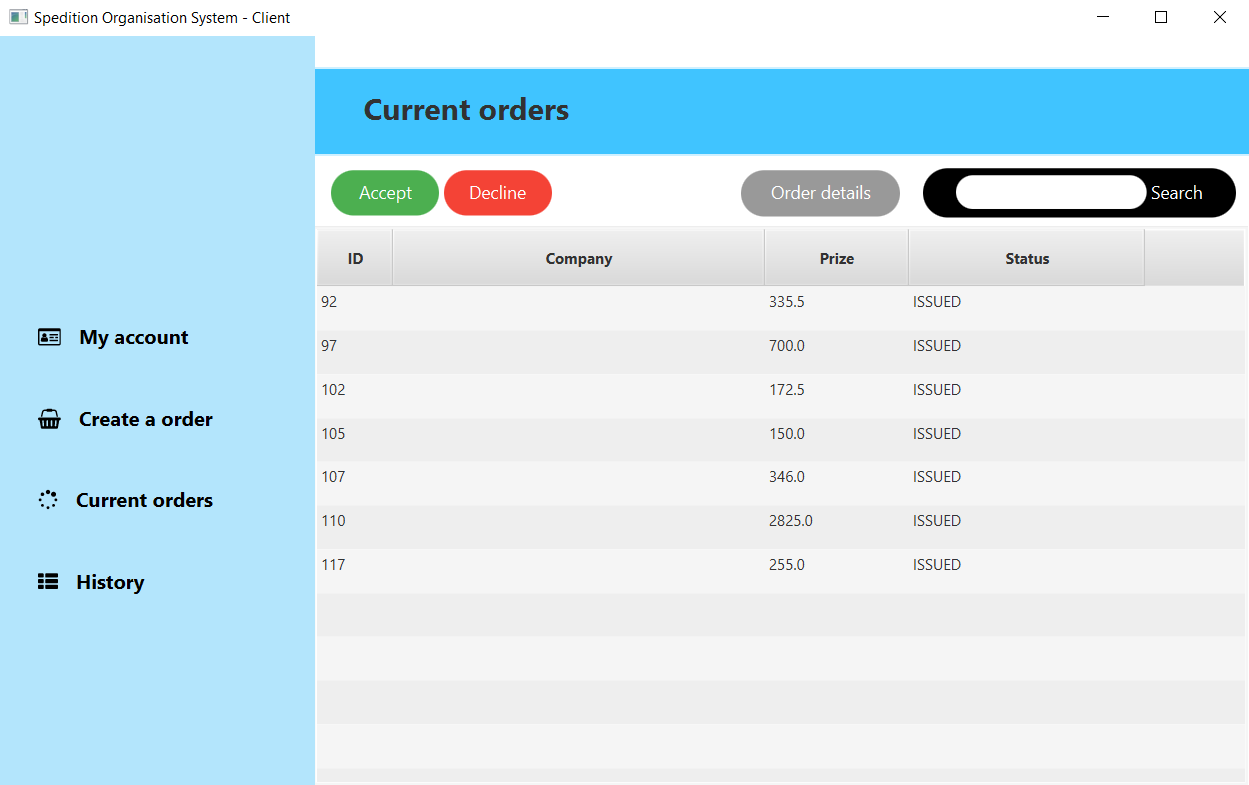 Spedition Organisation System - Client
Current orders
Accept Decline Order details Search
ID Company Prize Status
92 335.5 ISSUED
97 700.0 ISSUED
102 172.5 ISSUED
105 150.0 ISSUED
107 346.0 ISSUED
110 2825.0 ISSUED
117 255.0 ISSUED
My account
Create a order
Current orders
History